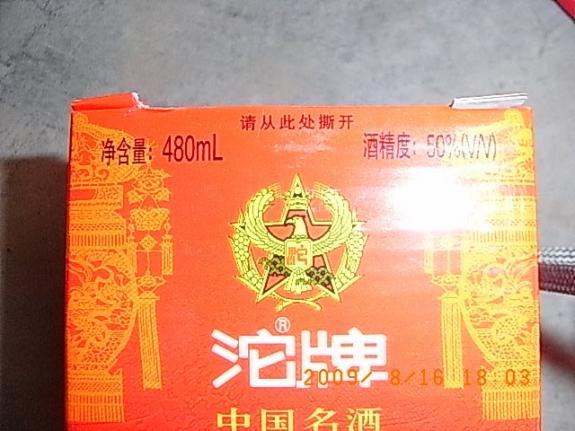 请从此处撕开
净含量：480mL 酒精度：50%(V/V)
沱
®
沱牌
2009/ 8/16 18:03
中国名酒